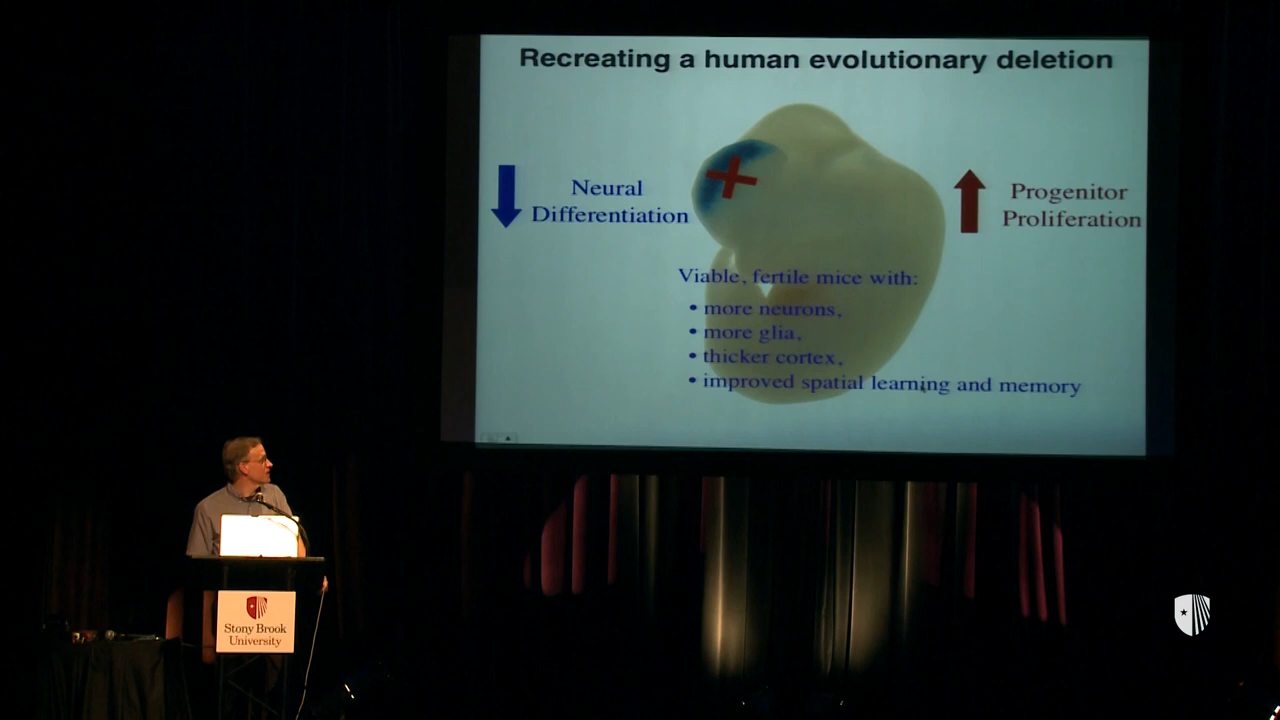 Recreating a human evolutionary deletion
Neural
Differentiation
Progenitor
Proliferation
Viable, fertile mice with:
• more neurons,
• more glia,
• thicker cortex,
• improved spatial learning and memory
Stony Brook
University